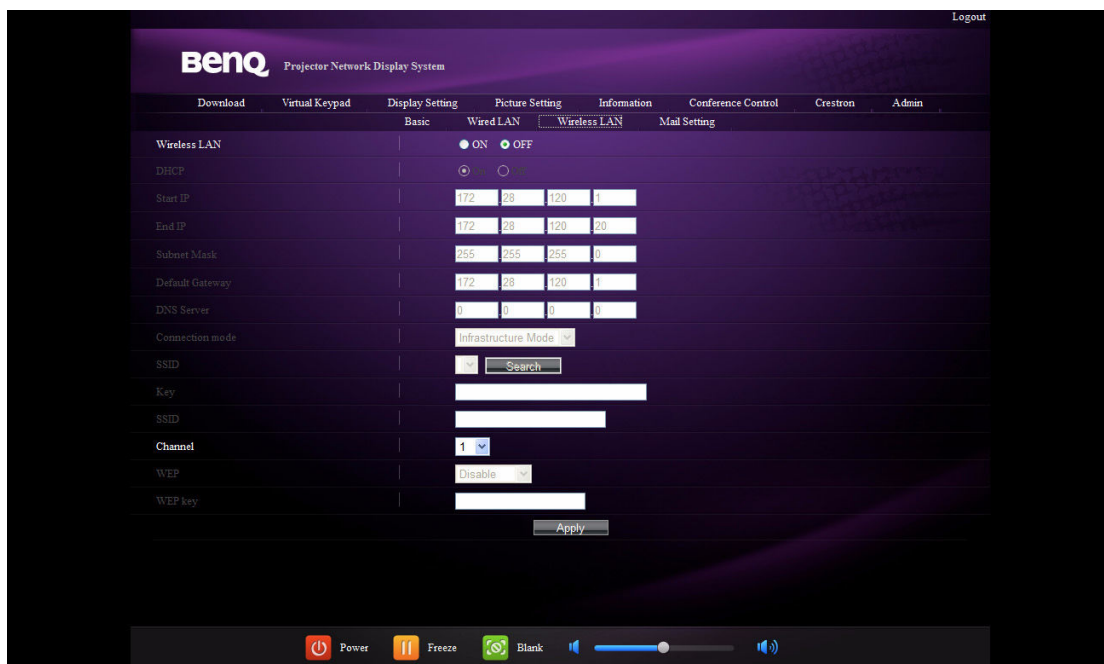 Logout
BenQ Projector Network Display System
Download Virtual Keypad Display Setting Picture Setting Information Conference Control Crestron Admin
Basic Wired LAN Wireless LAN Mail Setting
Wireless LAN ON OFF
DHCP On Off
Start IP 172 .28 .120 .1
End IP 172 .28 .120 .20
Subnet Mask 255 .255 .255 .0
Default Gateway 172 .28 .120 .1
DNS Server 0 .0 .0 .0
Connection mode Infrastructure Mode
SSID Search
Key
SSID
Channel 1
WEP Disable
WEP key
Apply
Power Freeze Blank